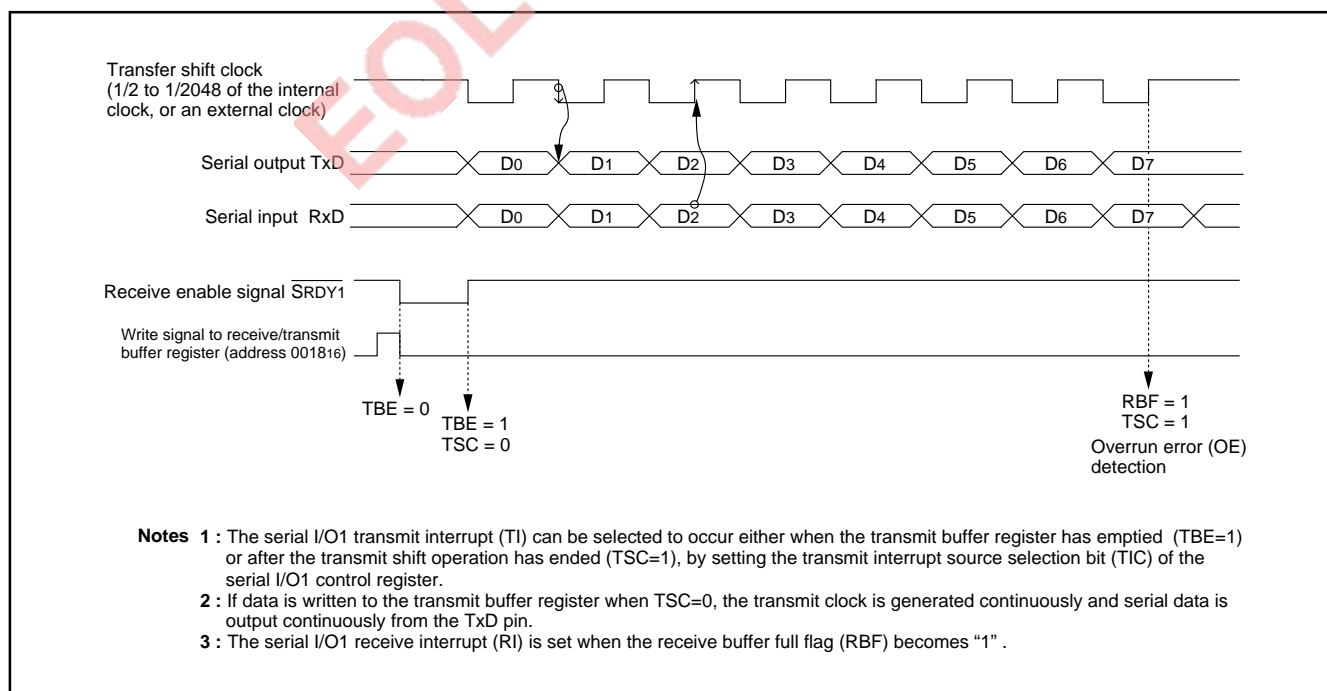 EOL
Transfer shift clock
(1/2 to 1/2048 of the internal
clock, or an external clock)
Serial output TxD
D0 D1 D2 D3 D4 D5 D6 D7
Serial input RxD
D0 D1 D2 D3 D4 D5 D6 D7
Receive enable signal SRDY1
Write signal to receive/transmit
buffer register (address 001816)
TBE = 0
TBE = 1
TSC = 0
RBF = 1
TSC = 1
Overrun error (OE)
detection
Notes 1 : The serial I/O1 transmit interrupt (TI) can be selected to occur either when the transmit buffer register has emptied (TBE=1)
or after the transmit shift operation has ended (TSC=1), by setting the transmit interrupt source selection bit (TIC) of the
serial I/O1 control register.
2 : If data is written to the transmit buffer register when TSC=0, the transmit clock is generated continuously and serial data is
output continuously from the TxD pin.
3 : The serial I/O1 receive interrupt (RI) is set when the receive buffer full flag (RBF) becomes “1” .